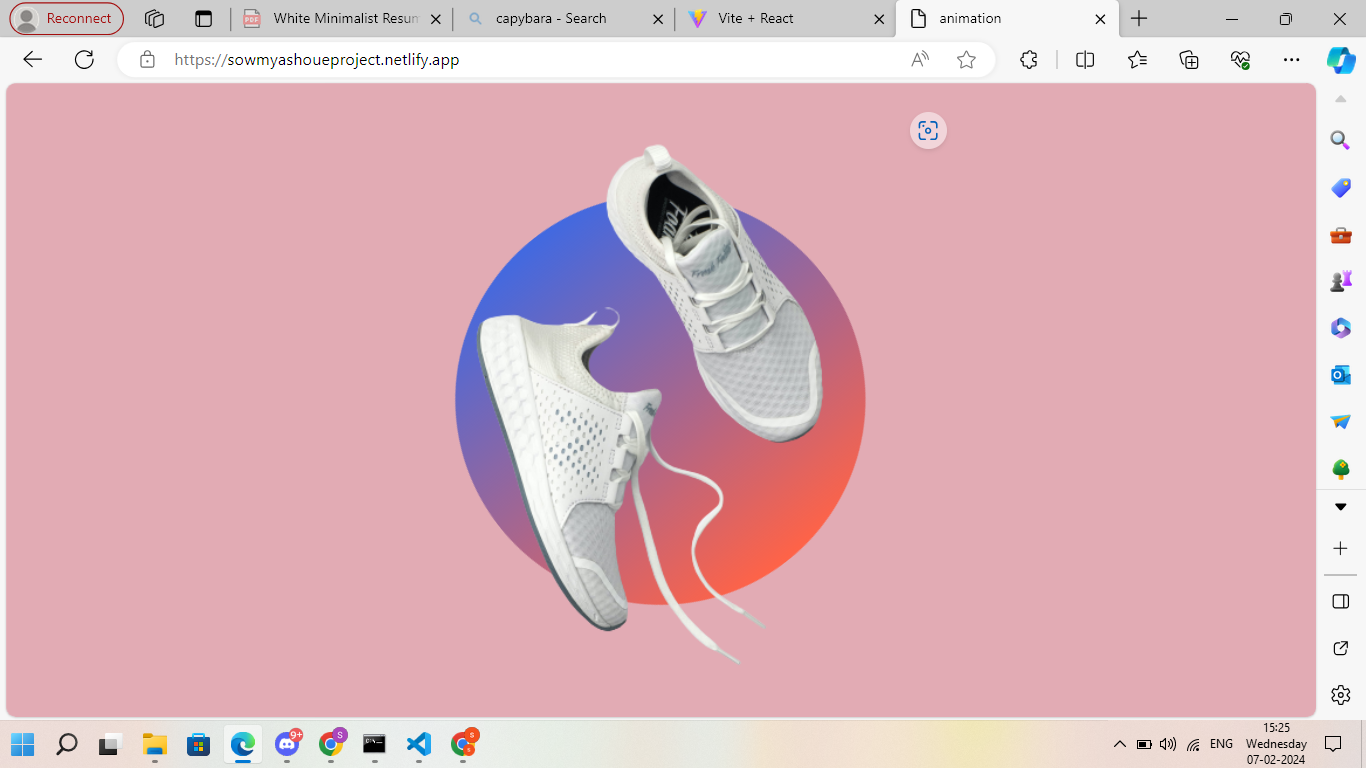 Reconnect
White Minimalist Resum
capybara - Search
Vite + React
animation
https://sowmyashoueproject.netlify.app
PDF
Fresh Foam
9+
S
S
S
C:\
ENG
15:25
Wednesday
07-02-2024